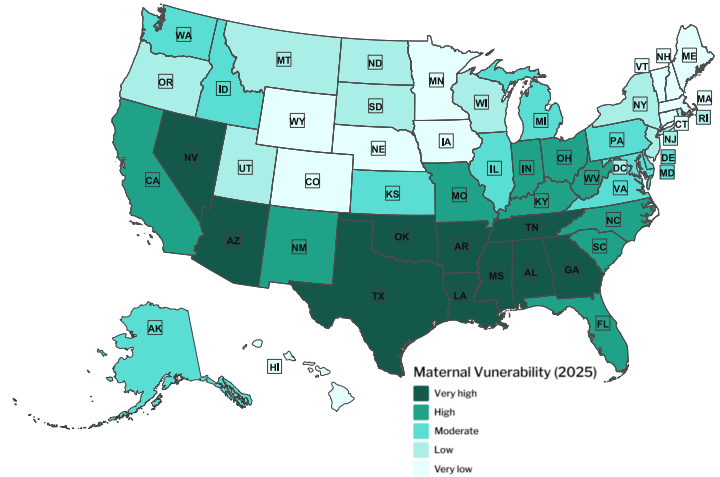 WA
MT
ND
MN
VT
NH
ME
OR
ID
SD
WI
NY
MA
WY
MI
RI
CT
NE
IA
PA
NJ
NV
UT
CO
IL
IN
OH
DC
DE
MD
CA
KS
MO
KY
WV
VA
AZ
NM
OK
AR
TN
NC
SC
TX
LA
MS
AL
GA
FL
AK
HI
Maternal Vunerability (2025)
Very high
High
Moderate
Low
Very low